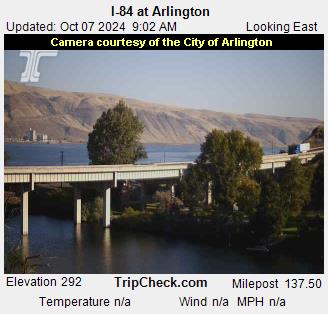 I-84 at Arlington
Updated: Oct 07 2024 9:02 AM Looking East
Camera courtesy of the City of Arlington
Elevation 292 TripCheck.com Milepost 137.50
Temperature n/a Wind n/a MPH n/a